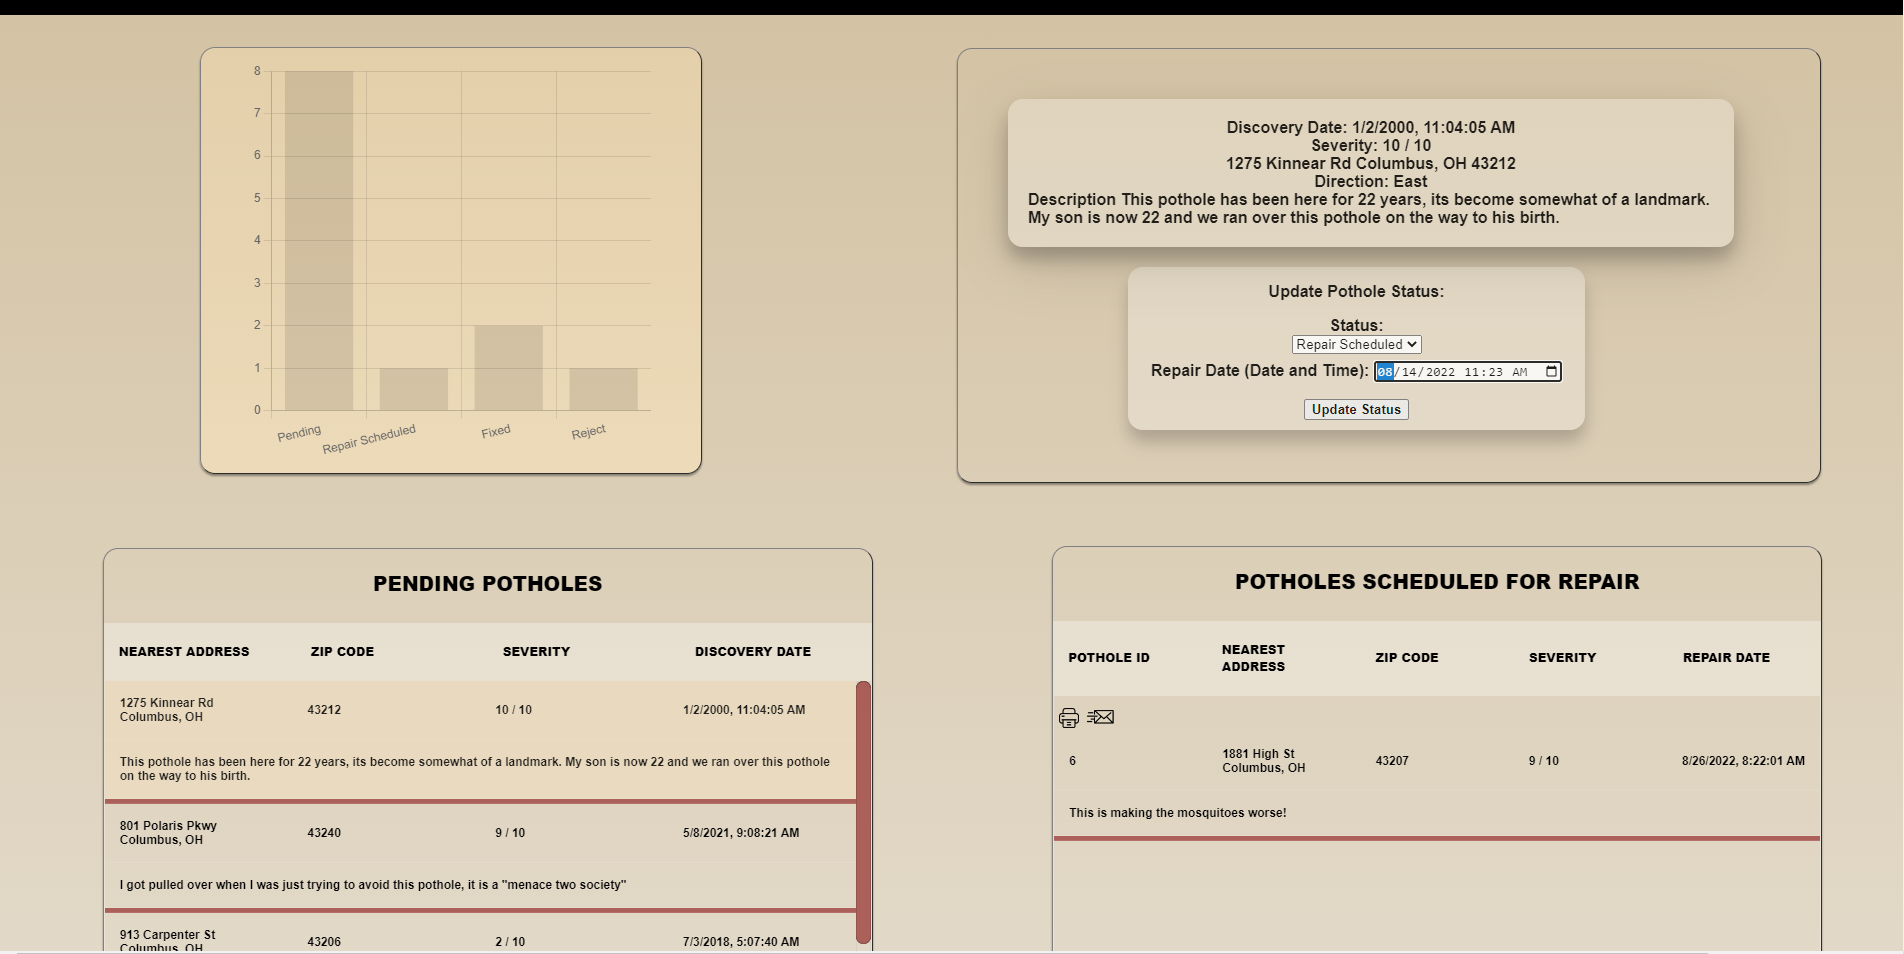 8
7
6
5
4
3
2
1
0
Pending
Repair Scheduled
Fixed
Reject
Discovery Date: 1/2/2000, 11:04:05 AM
Severity: 10 / 10
1275 Kinnear Rd Columbus, OH 43212
Direction: East
Description This pothole has been here for 22 years, its become somewhat of a landmark.
My son is now 22 and we ran over this pothole on the way to his birth.
Update Pothole Status:
Status:
Repair Scheduled
Repair Date (Date and Time): 08/14/2022 11:23 AM
Update Status
PENDING POTHOLES
NEAREST ADDRESS ZIP CODE SEVERITY DISCOVERY DATE
1275 Kinnear Rd
Columbus, OH
43212 10 / 10 1/2/2000, 11:04:05 AM
This pothole has been here for 22 years, its become somewhat of a landmark. My son is now 22 and we ran over this pothole
on the way to his birth.
801 Polaris Pkwy
Columbus, OH
43240 9 / 10 5/8/2021, 9:08:21 AM
I got pulled over when I was just trying to avoid this pothole, it is a "menace two society"
913 Carpenter St
Columbus, OH
43206 2 / 10 7/3/2018, 5:07:40 AM
POTHOLES SCHEDULED FOR REPAIR
POTHOLE ID NEAREST
ADDRESS ZIP CODE SEVERITY REPAIR DATE
6 1881 High St
Columbus, OH
43207 9 / 10 8/26/2022, 8:22:01 AM
This is making the mosquitoes worse!